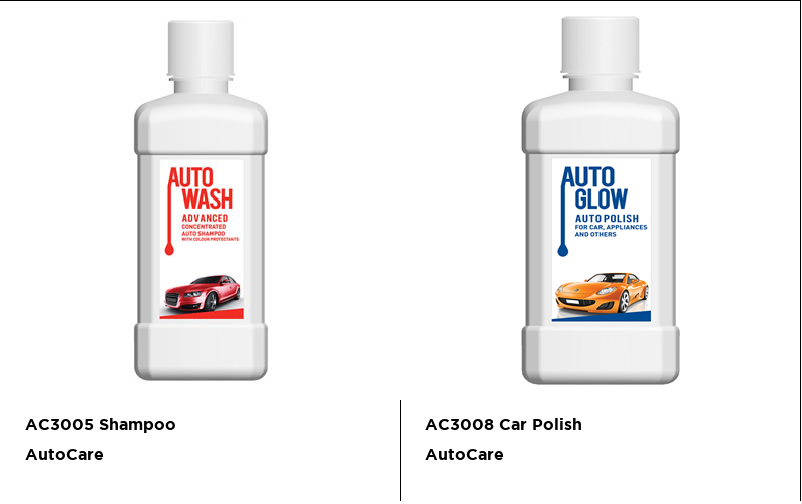 AUTO
WASH
ADVANCED
CONCENTRATED
AUTO SHAMPOO
WITH COLOUR PROTECTANTS
AC3005 Shampoo
AutoCare
AUTO
GLOW
AUTO POLISH
FOR CAR, APPLIANCES
AND OTHERS
AC3008 Car Polish
AutoCare